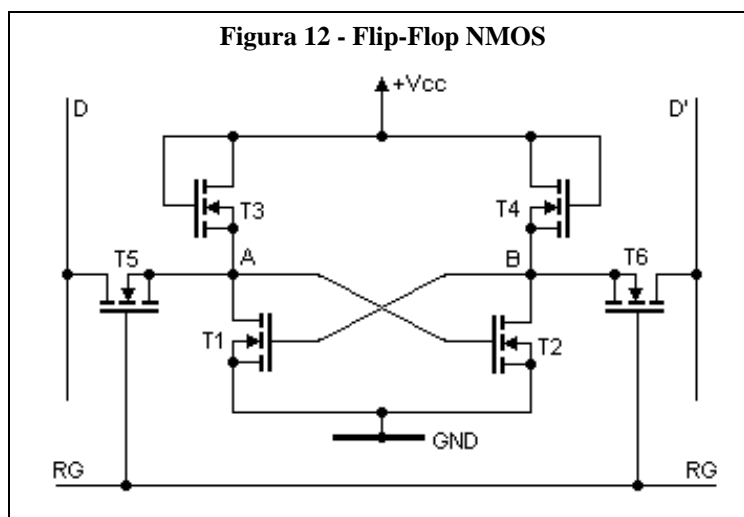 Figura 12 - Flip-Flop NMOS
+Vcc
D
D'
T3
T4
T5
A
B
T6
T1
T2
GND
RG
RG